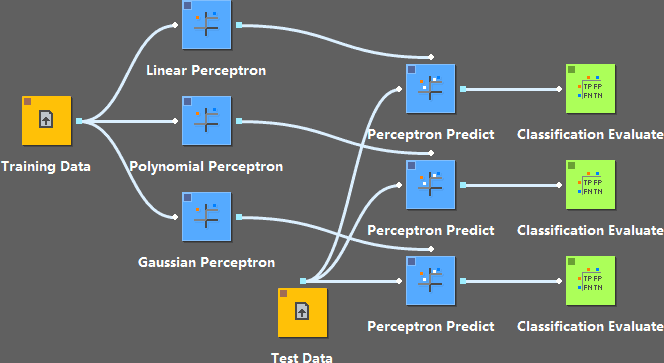 Linear Perceptron
Training Data
Polynomial Perceptron
Gaussian Perceptron
Test Data
Perceptron Predict
TP FP
FN TN
Classification Evaluate
Perceptron Predict
TP FP
FN TN
Classification Evaluate
Perceptron Predict
TP FP
FN TN
Classification Evaluate